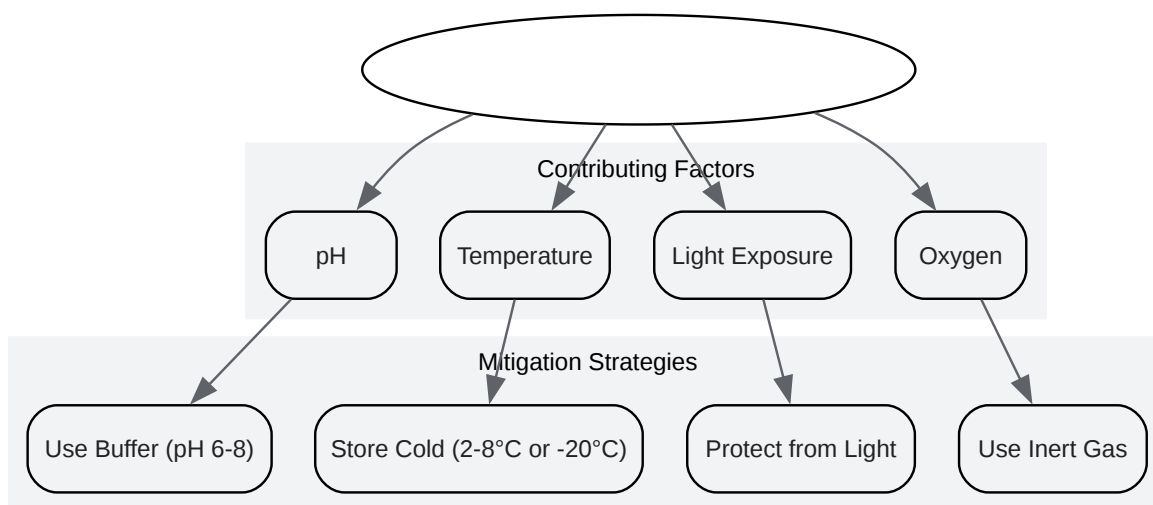 Contributing Factors
pH
Temperature
Light Exposure
Oxygen
Mitigation Strategies
Use Buffer (pH 6-8)
Store Cold (2-8°C or -20°C)
Protect from Light
Use Inert Gas